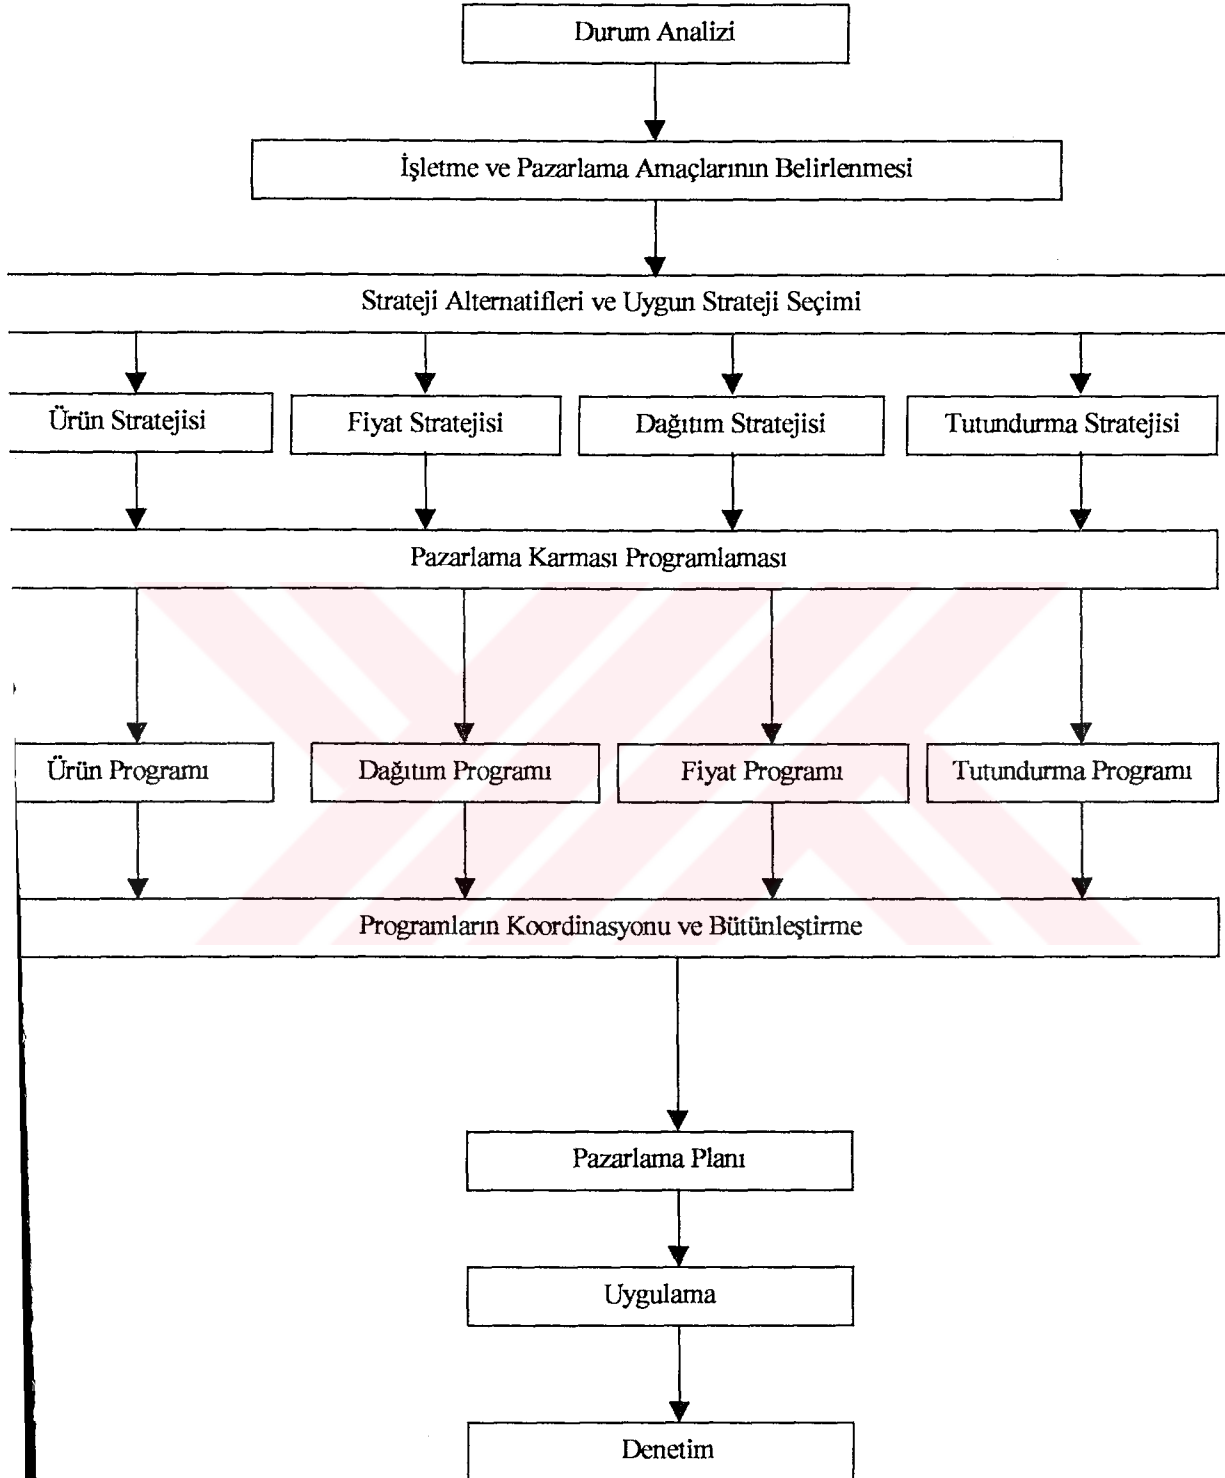 Durum Analizi
İşletme ve Pazarlama Amaçlarının Belirlenmesi
Strateji Alternatifleri ve Uygun Strateji Seçimi
Ürün Stratejisi
Fiyat Stratejisi
Dağıtım Stratejisi
Tutundurma Stratejisi
Pazarlama Karması Programlaması
Ürün Programı
Dağıtım Programı
Fiyat Programı
Tutundurma Programı
Programların Koordinasyonu ve Bütünleştirme
Pazarlama Planı
Uygulama
Denetim